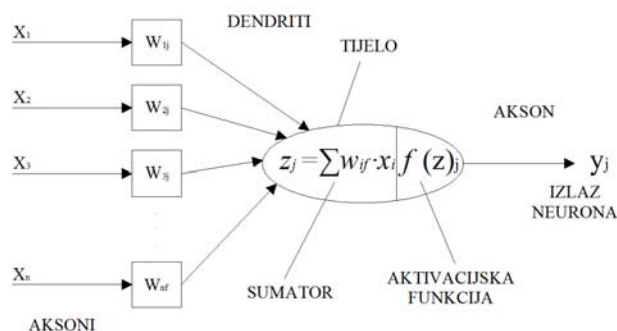 X₁
W₁ⱼ
DENDRITI
TIJELO
X₂
W₂ⱼ
AKSON
X₃
W₃ⱼ
zⱼ = ∑wᵢf·xᵢ
f (z)ⱼ
yⱼ
IZLAZ
NEURONA
Xₙ
Wₙf
SUMATOR
AKTIVACIJSKA
FUNKCIJA
AKSONI